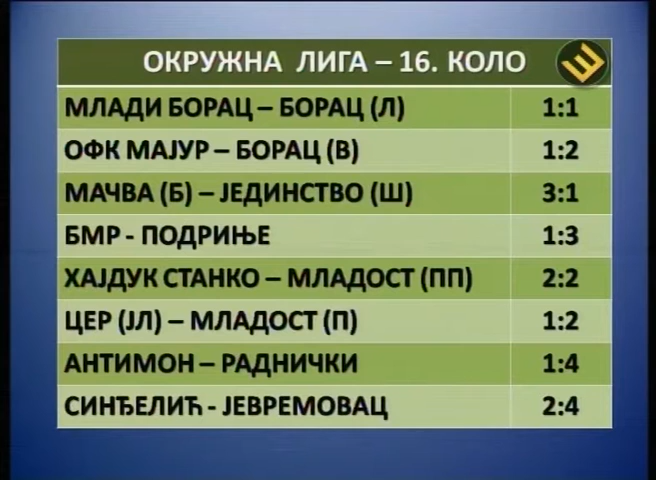 ОКРУЖНА ЛИГА – 16. КОЛО
МЛАДИ БОРАЦ – БОРАЦ (Л) 1:1
ОФК МАЈУР – БОРАЦ (В) 1:2
МАЧВА (Б) – ЈЕДИНСТВО (Ш) 3:1
БМР - ПОДРИЊЕ 1:3
ХАЈДУК СТАНКО – МЛАДОСТ (ПП) 2:2
ЦЕР (ЈЛ) – МЛАДОСТ (П) 1:2
АНТИМОН – РАДНИЧКИ 1:4
СИНЂЕЛИЋ - ЈЕВРЕМОВАЦ 2:4